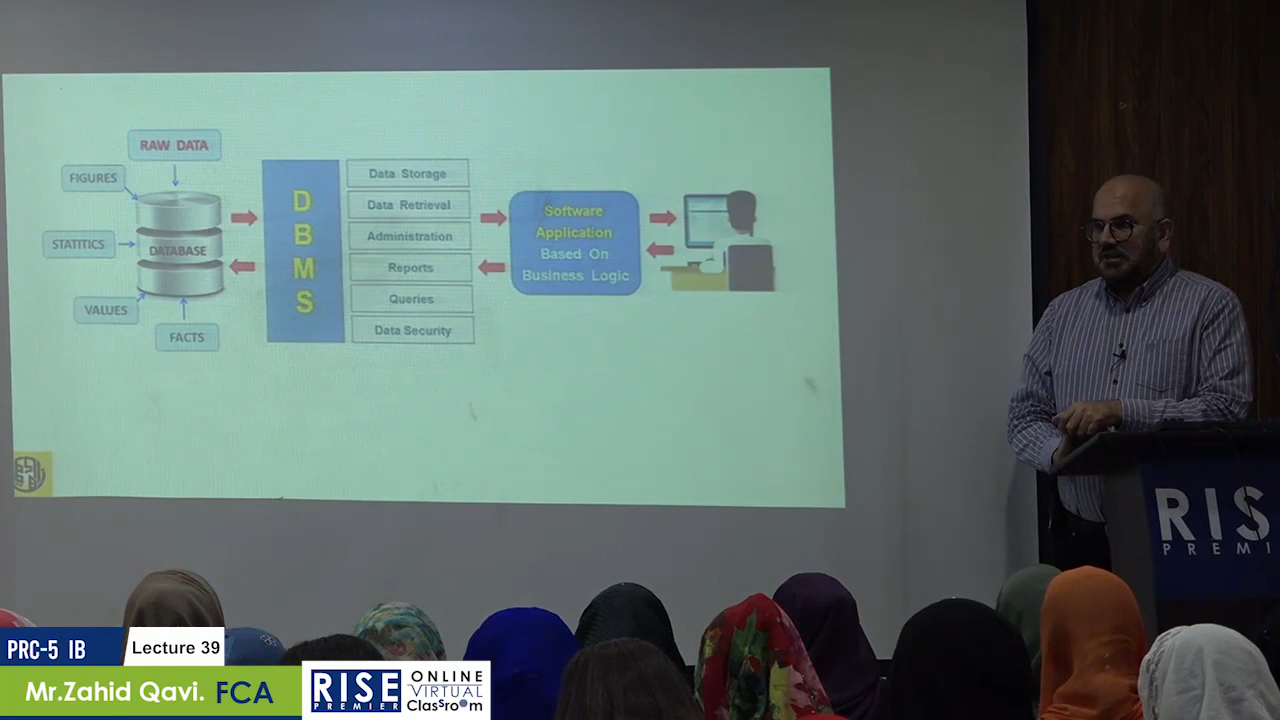 RAW DATA
FIGURES
STATITICS
DATABASE
VALUES
FACTS
D
B
M
S
Data Storage
Data Retrieval
Administration
Reports
Queries
Data Security
Software
Application
Based On
Business Logic
RIS
PREMI
PRC-5 IB
Lecture 39
Mr.Zahid Qavi. FCA
RISE
PREMIER
ONLINE
VIRTUAL
Classroom